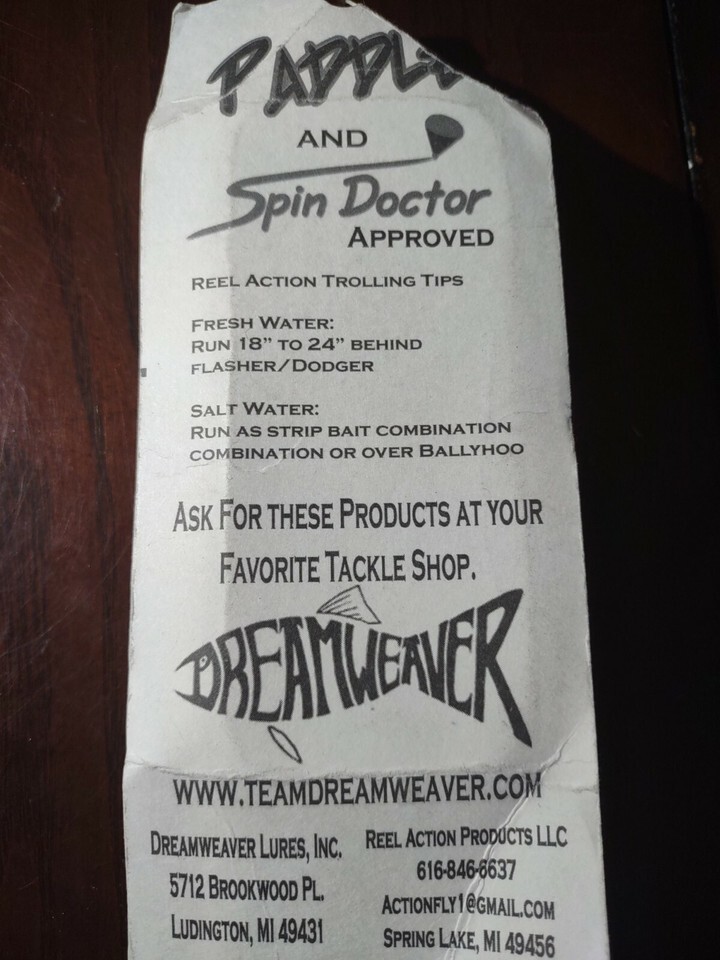 PADDLE
AND
Spin Doctor
APPROVED
REEL ACTION TROLLING TIPS
FRESH WATER:
RUN 18” TO 24” BEHIND
FLASHER/DODGER
SALT WATER:
RUN AS STRIP BAIT COMBINATION
COMBINATION OR OVER BALLYHOO
ASK FOR THESE PRODUCTS AT YOUR
FAVORITE TACKLE SHOP.
DREAMWEAVER
WWW.TEAMDREAMWEAVER.COM
DREAMWEAVER LURES, INC.
5712 BROOKWOOD PL.
LUDINGTON, MI 49431
REEL ACTION PRODUCTS LLC
616-846-6637
ACTIONFLY1@GMAIL.COM
SPRING LAKE, MI 49456